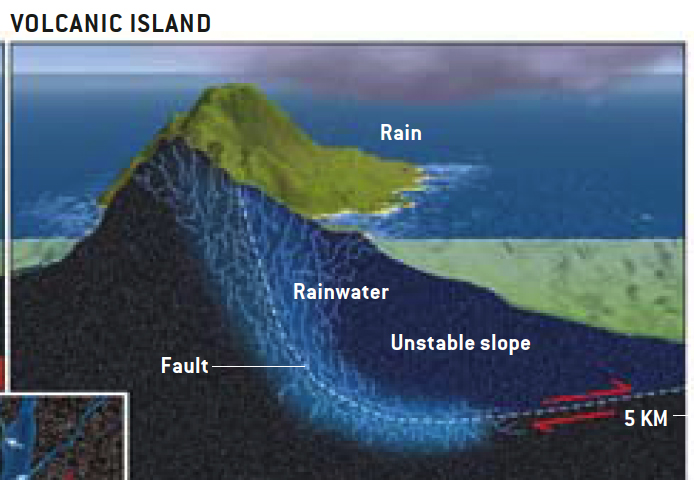 VOLCANIC ISLAND
Rain
Rainwater
Unstable slope
Fault
5 KM